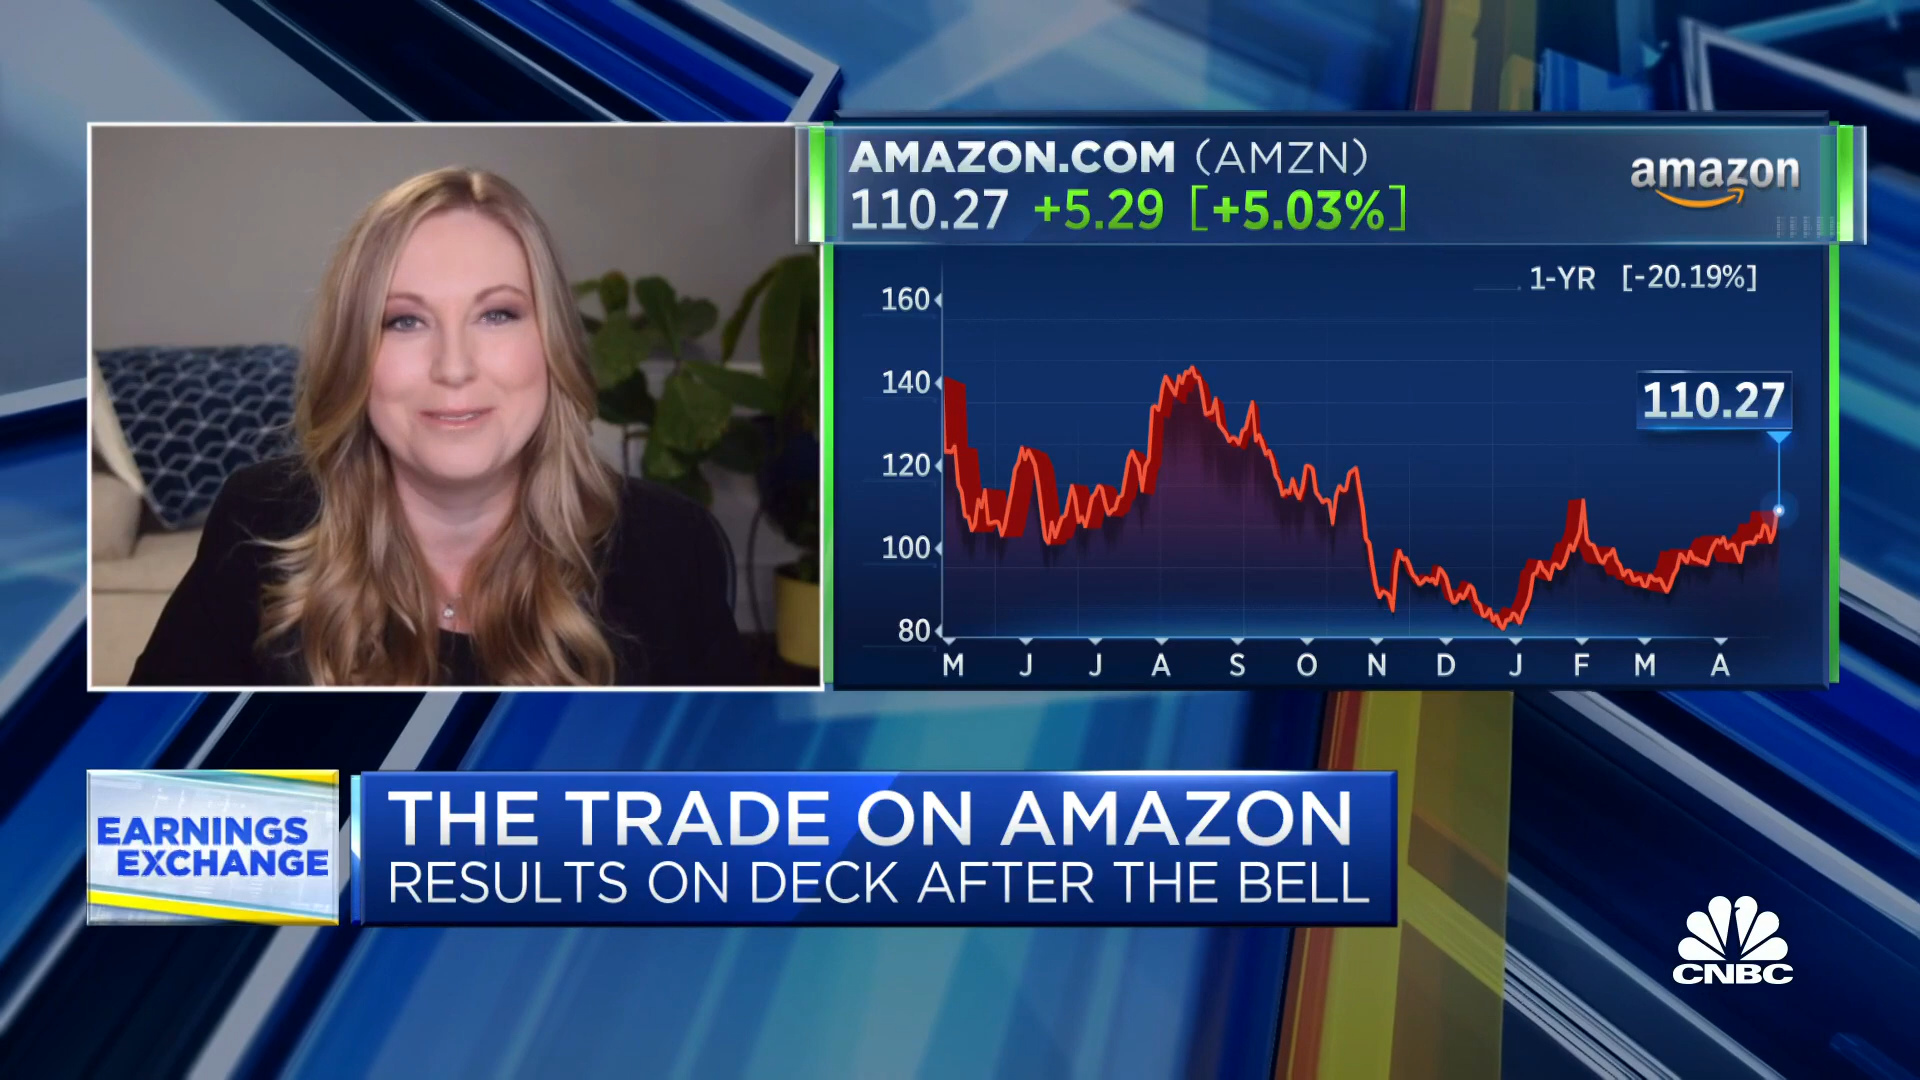 AMAZON.COM (AMZN)
110.27 +5.29 [+5.03%]
amazon
1-YR [-20.19%]
160
140
120
100
80
110.27
M J J A S O N D J F M A
EARNINGS
EXCHANGE
THE TRADE ON AMAZON
RESULTS ON DECK AFTER THE BELL
CNBC